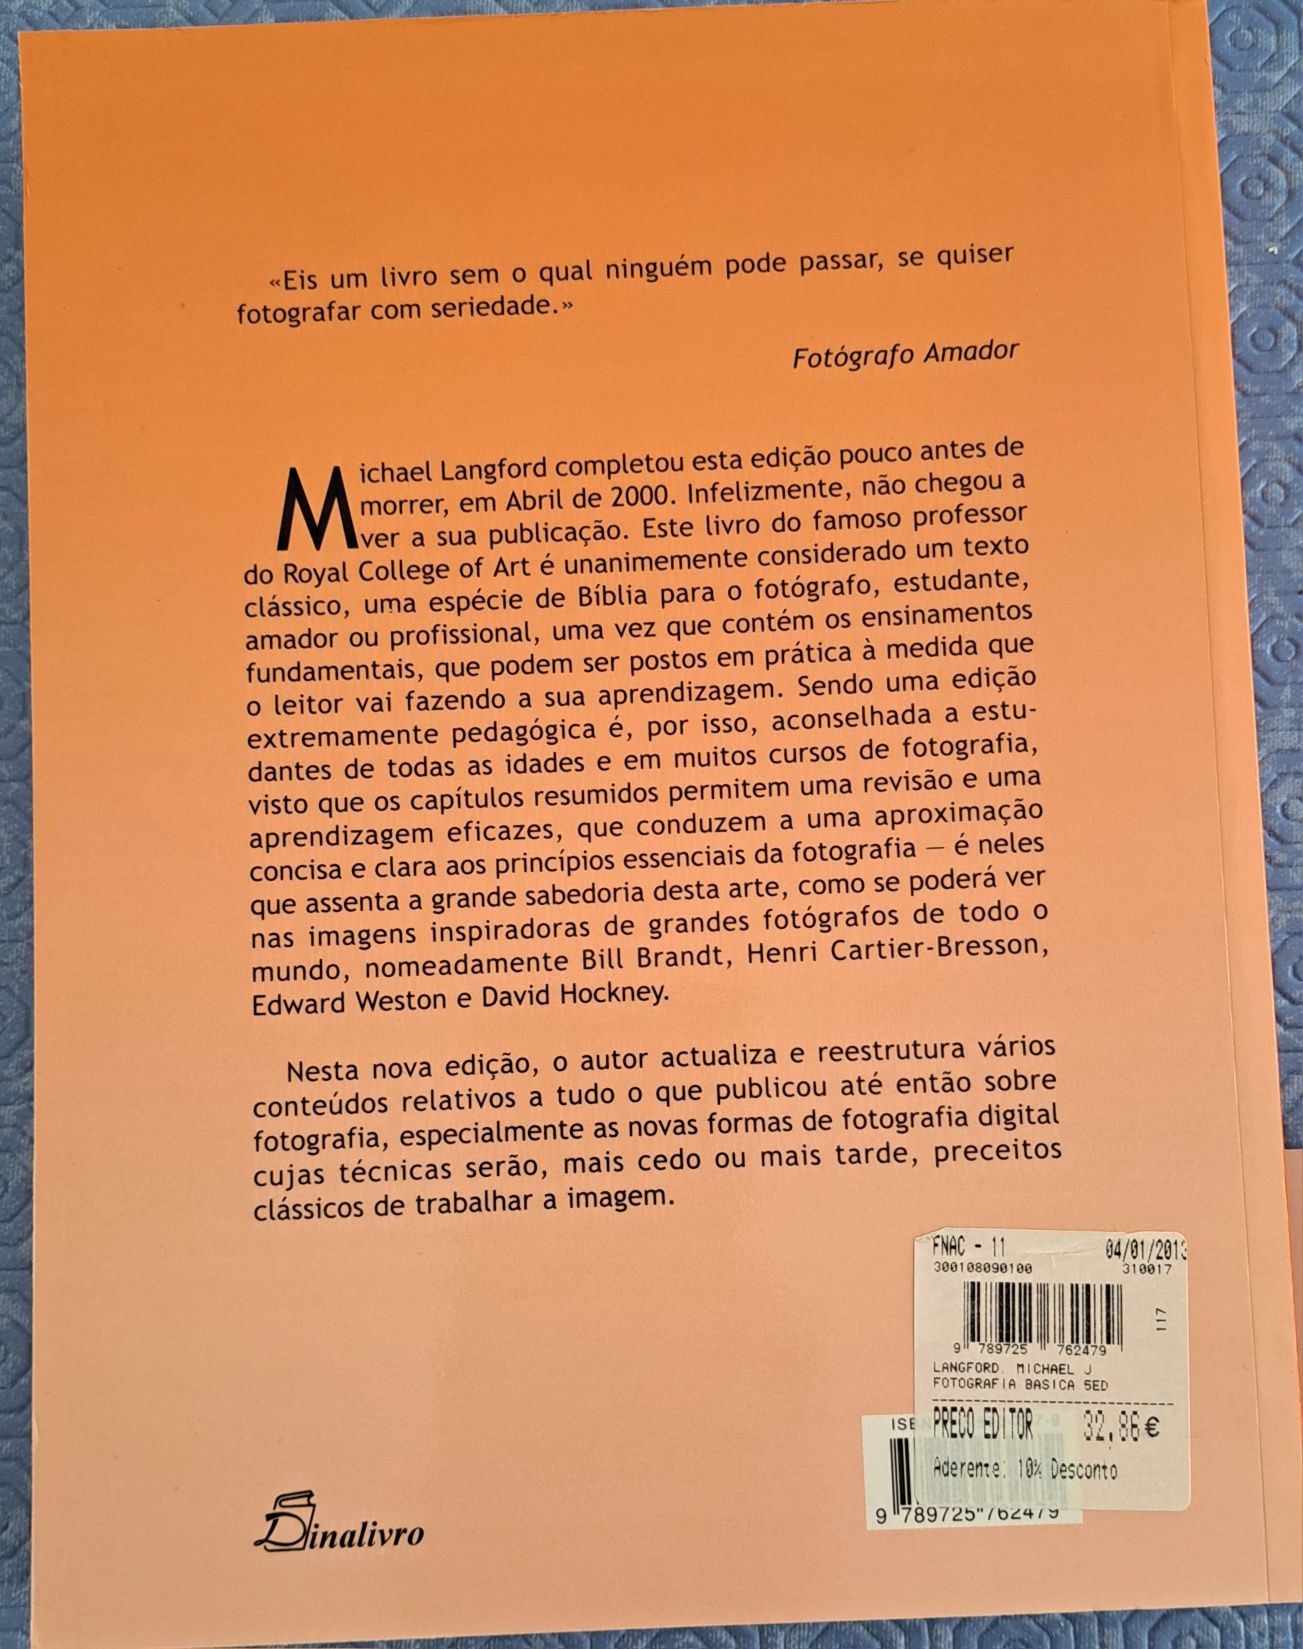 «Eis um livro sem o qual ninguém pode passar, se quiser
fotografar com seriedade.»
Fotógrafo Amador
Michael Langford completou esta edição pouco antes de
morrer, em Abril de 2000. Infelizmente, não chegou a
ver a sua publicação. Este livro do famoso professor
do Royal College of Art é unanimemente considerado um texto
clássico, uma espécie de Bíblia para o fotógrafo, estudante,
amador ou profissional, uma vez que contém os ensinamentos
fundamentais, que podem ser postos em prática à medida que
o leitor vai fazendo a sua aprendizagem. Sendo uma edição
extremamente pedagógica é, por isso, aconselhada a estu-
dantes de todas as idades e em muitos cursos de fotografia,
visto que os capítulos resumidos permitem uma revisão e uma
aprendizagem eficazes, que conduzem a uma aproximação
concisa e clara aos princípios essenciais da fotografia — é neles
que assenta a grande sabedoria desta arte, como se poderá ver
nas imagens inspiradoras de grandes fotógrafos de todo o
mundo, nomeadamente Bill Brandt, Henri Cartier-Bresson,
Edward Weston e David Hockney.
Nesta nova edição, o autor actualiza e reestrutura vários
conteúdos relativos a tudo o que publicou até então sobre
fotografia, especialmente as novas formas de fotografia digital
cujas técnicas serão, mais cedo ou mais tarde, preceitos
clássicos de trabalhar a imagem.
FNAC - 11 04/01/2013
300108090100 310017
117
9 789725 762479
LANGFORD. MICHAEL J
FOTOGRAFIA BASICA 5ED
PRECO EDITOR 32,86€
Aderente: 10% Desconto
9 789725 762479
Dinalivro